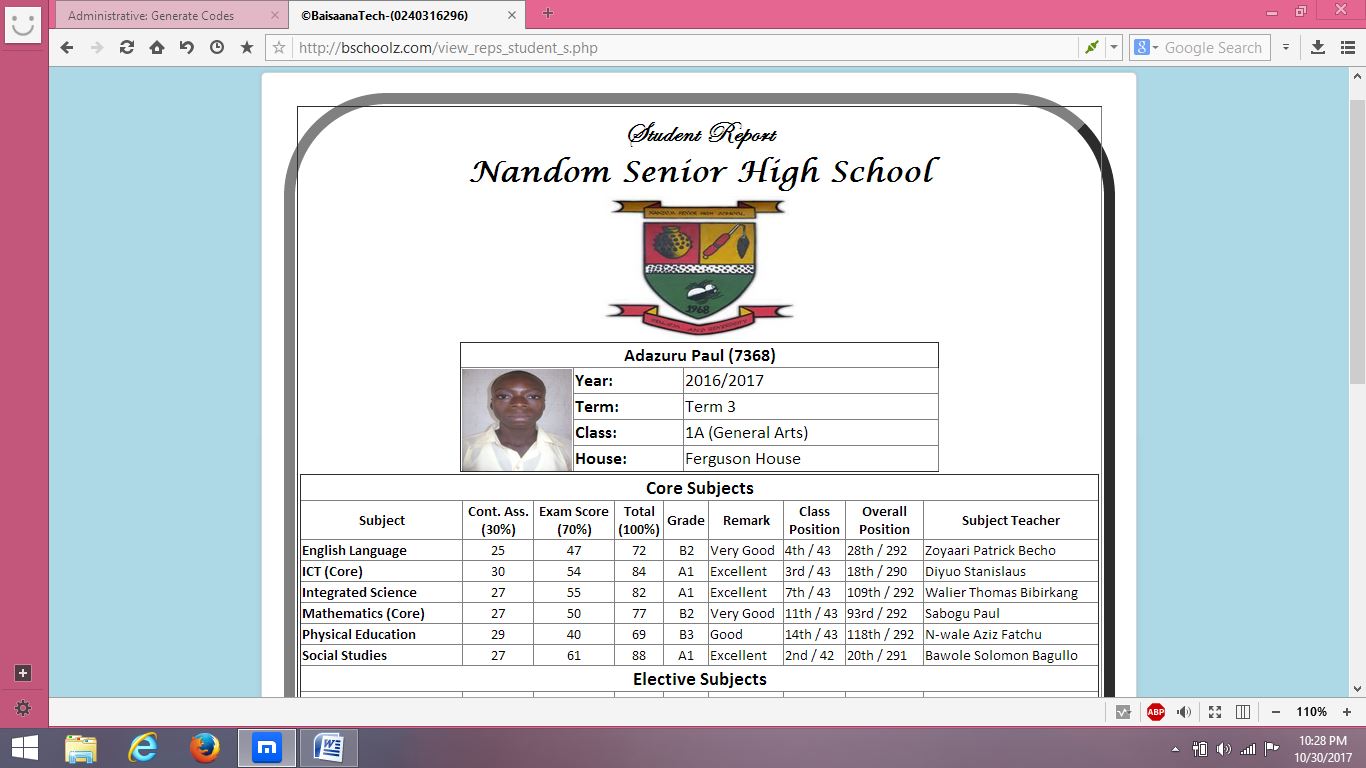 Administrative: Generate Codes
©BaisaanaTech-(0240316296)
http://bschoolz.com/view_reps_student_s.php
8
Google Search
Student Report
Nandom Senior High School
NANDOM SENIOR HIGH SCHOOL
1968
Adazuru Paul (7368)
Year: 2016/2017
Term: Term 3
Class: 1A (General Arts)
House: Ferguson House
Core Subjects
Subject Cont. Ass. (30%) Exam Score (70%) Total (100%) Grade Remark Class Position Overall Position Subject Teacher
English Language 25 47 72 B2 Very Good 4th / 43 28th / 292 Zoyaari Patrick Becho
ICT (Core) 30 54 84 A1 Excellent 3rd / 43 18th / 290 Diyuo Stanislaus
Integrated Science 27 55 82 A1 Excellent 7th / 43 109th / 292 Walier Thomas Bibirkang
Mathematics (Core) 27 50 77 B2 Very Good 11th / 43 93rd / 292 Sabogu Paul
Physical Education 29 40 69 B3 Good 14th / 43 118th / 292 N-wale Aziz Fatchu
Social Studies 27 61 88 A1 Excellent 2nd / 42 20th / 291 Bawole Solomon Bagullo
Elective Subjects
ABP
110%
10:28 PM
10/30/2017